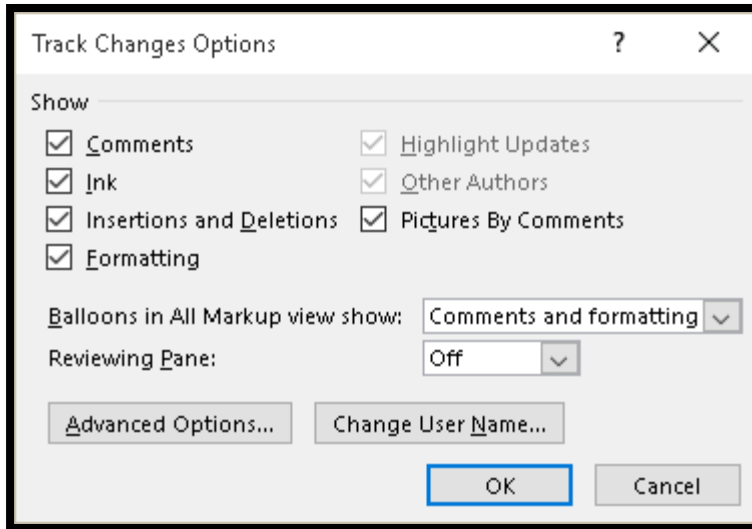 Track Changes Options ?
Show
Comments Highlight Updates
Ink Other Authors
Insertions and Deletions Pictures By Comments
Formatting
Balloons in All Markup view show: Comments and formatting
Reviewing Pane: Off
Advanced Options... Change User Name...
OK Cancel